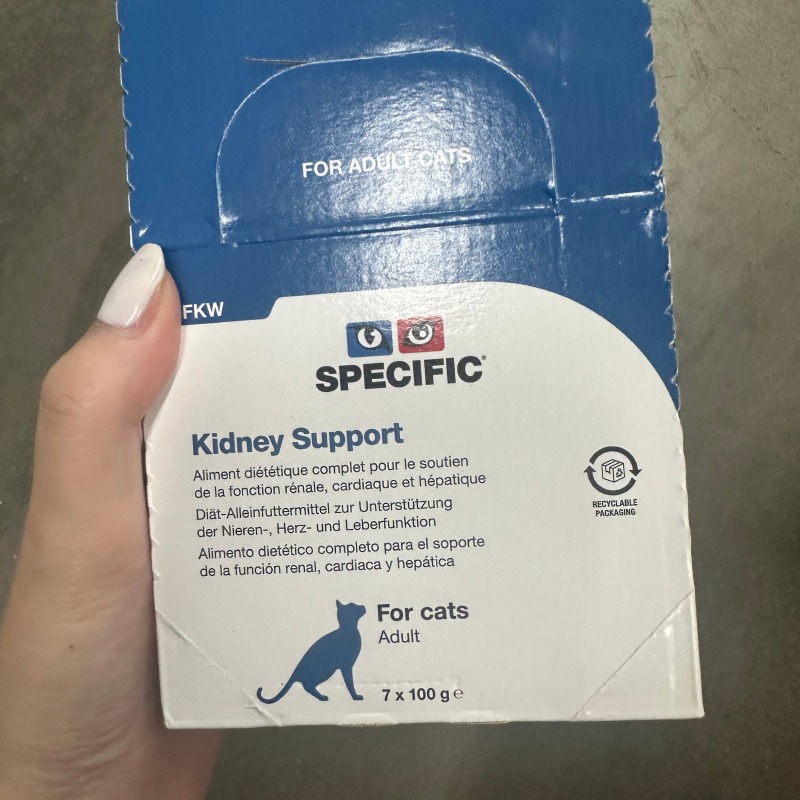 FOR ADULT CATS
FKW
SPECIFIC®
Kidney Support
Aliment diététique complet pour le soutien
de la fonction rénale, cardiaque et hépatique
Diät-Alleinfuttermittel zur Unterstützung
der Nieren-, Herz- und Leberfunktion
Alimento dietético completo para el soporte
de la función renal, cardiaca y hepática
RECYCLABLE
PACKAGING
For cats
Adult
7 x 100 g ℮